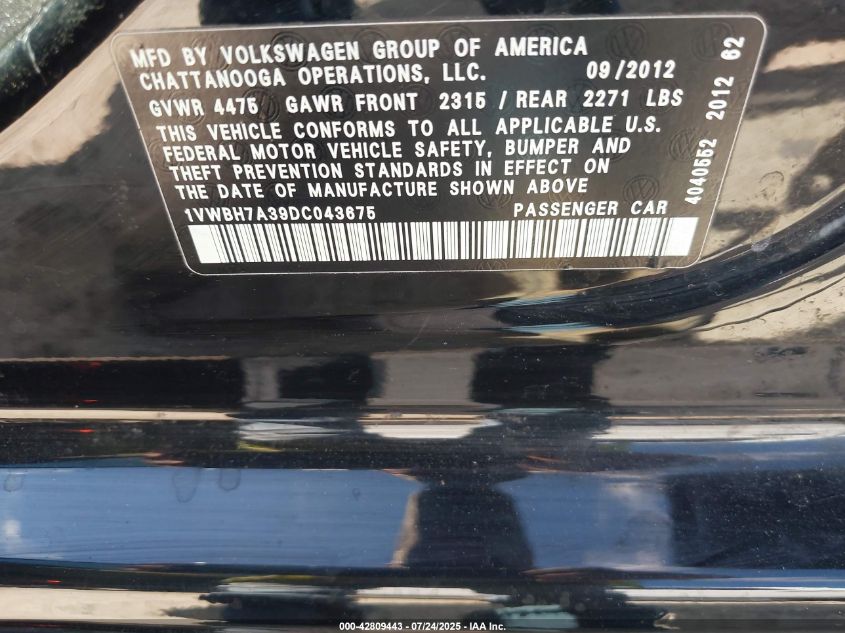 MFD BY VOLKSWAGEN GROUP OF AMERICA
CHATTANOOGA OPERATIONS, LLC. 09/2012
GVWR 4475 GAWR FRONT 2315 / REAR 2271 LBS
THIS VEHICLE CONFORMS TO ALL APPLICABLE U.S.
FEDERAL MOTOR VEHICLE SAFETY, BUMPER AND
THEFT PREVENTION STANDARDS IN EFFECT ON
THE DATE OF MANUFACTURE SHOWN ABOVE
1VWBH7A39DC043675 PASSENGER CAR
4040552 2012 62
000-42809443 - 07/24/2025 - IAA Inc.